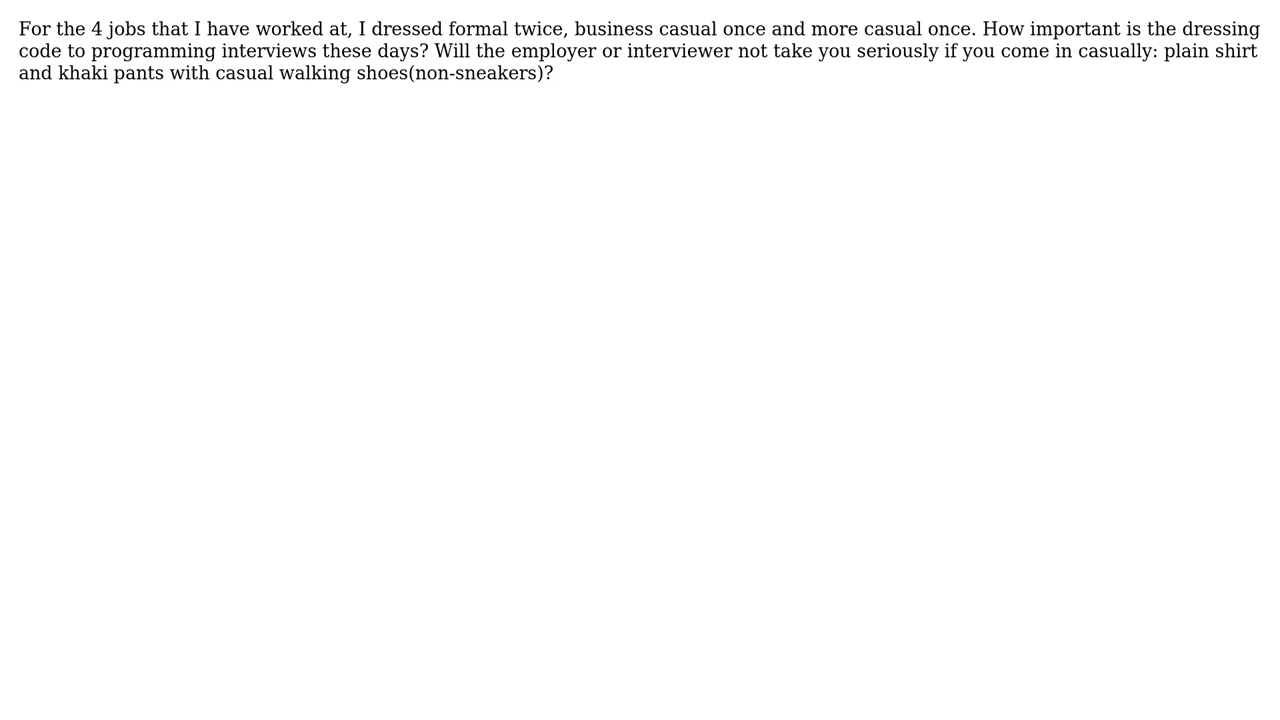 For the 4 jobs that I have worked at, I dressed formal twice, business casual once and more casual once. How important is the dressing
code to programming interviews these days? Will the employer or interviewer not take you seriously if you come in casually: plain shirt
and khaki pants with casual walking shoes(non-sneakers)?